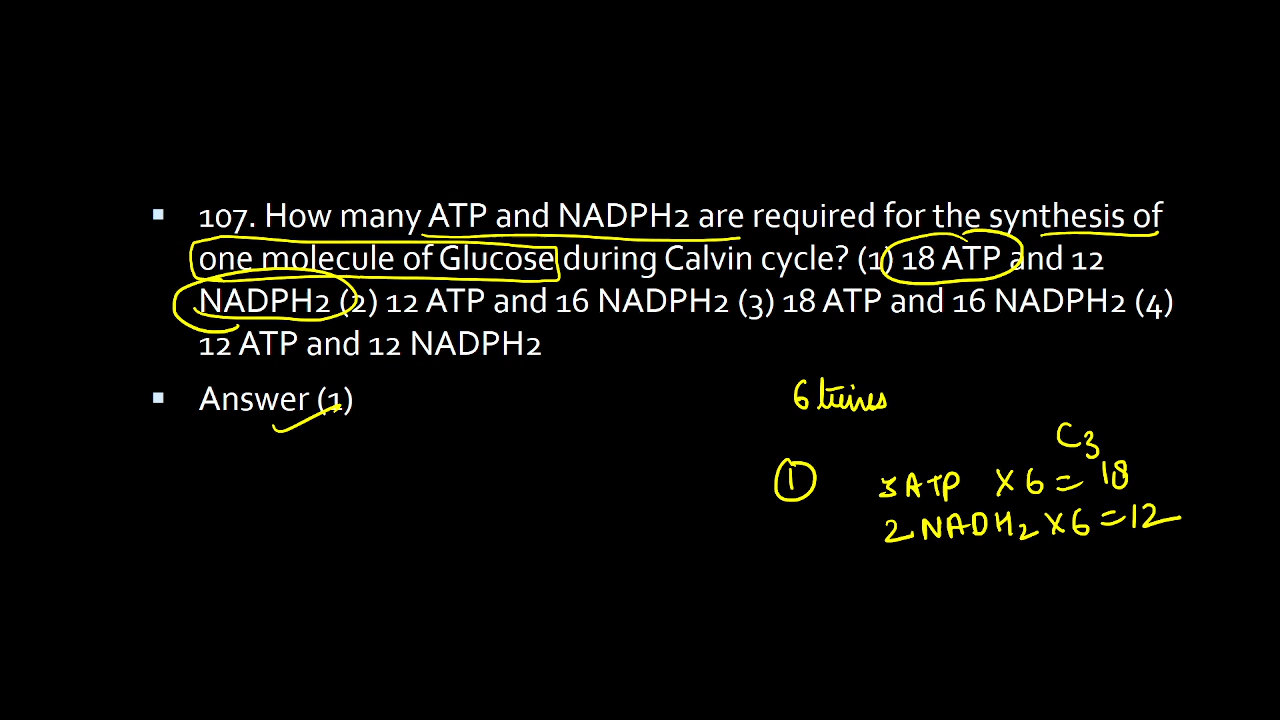 107. How many ATP and NADPH2 are required for the synthesis of
one molecule of Glucose during Calvin cycle? (1) 18 ATP and 12
NADPH2 (2) 12 ATP and 16 NADPH2 (3) 18 ATP and 16 NADPH2 (4)
12 ATP and 12 NADPH2
Answer (1)
6 times
C3
1 3 ATP × 6 = 18
2 NADH2 × 6 = 12